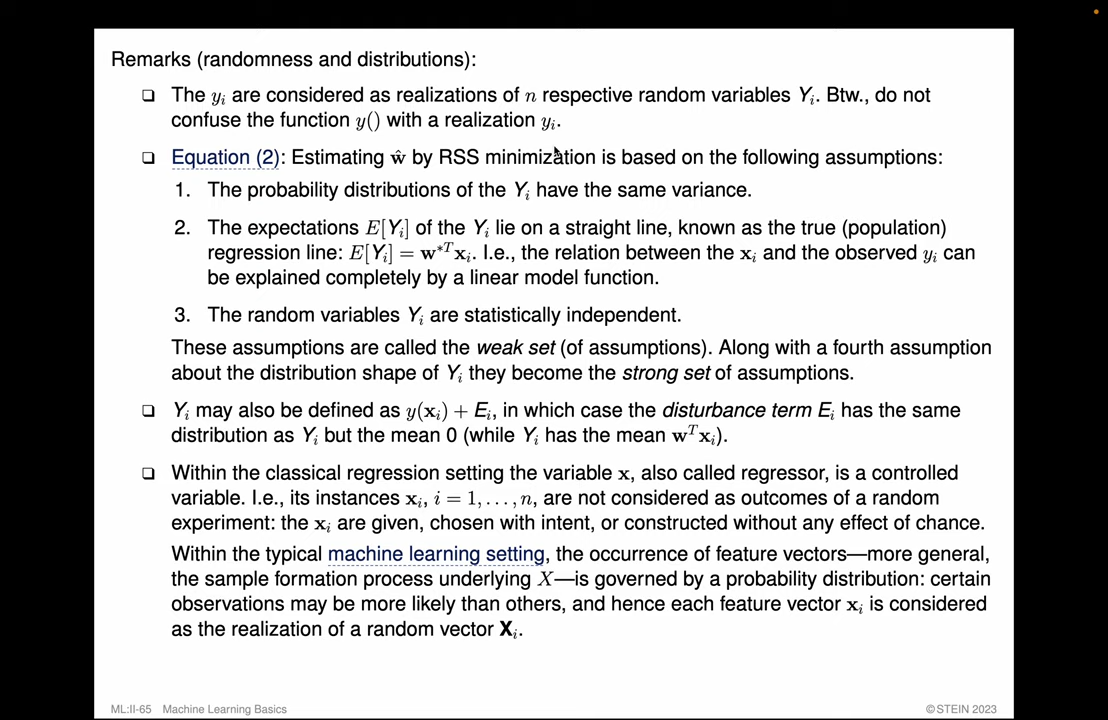 Remarks (randomness and distributions):
❑ The yᵢ are considered as realizations of n respective random variables Yᵢ. Btw., do not
confuse the function y() with a realization yᵢ.
❑ Equation (2): Estimating ŵ by RSS minimization is based on the following assumptions:
1. The probability distributions of the Yᵢ have the same variance.
2. The expectations E[Yᵢ] of the Yᵢ lie on a straight line, known as the true (population)
regression line: E[Yᵢ] = w*ᵀxᵢ. I.e., the relation between the xᵢ and the observed yᵢ can
be explained completely by a linear model function.
3. The random variables Yᵢ are statistically independent.
These assumptions are called the weak set (of assumptions). Along with a fourth assumption
about the distribution shape of Yᵢ they become the strong set of assumptions.
❑ Yᵢ may also be defined as y(xᵢ) + Eᵢ, in which case the disturbance term Eᵢ has the same
distribution as Yᵢ but the mean 0 (while Yᵢ has the mean wᵀxᵢ).
❑ Within the classical regression setting the variable x, also called regressor, is a controlled
variable. I.e., its instances xᵢ, i = 1, . . . , n, are not considered as outcomes of a random
experiment: the xᵢ are given, chosen with intent, or constructed without any effect of chance.
Within the typical machine learning setting, the occurrence of feature vectors—more general,
the sample formation process underlying X—is governed by a probability distribution: certain
observations may be more likely than others, and hence each feature vector xᵢ is considered
as the realization of a random vector Xᵢ.
ML:II-65 Machine Learning Basics
© STEIN 2023